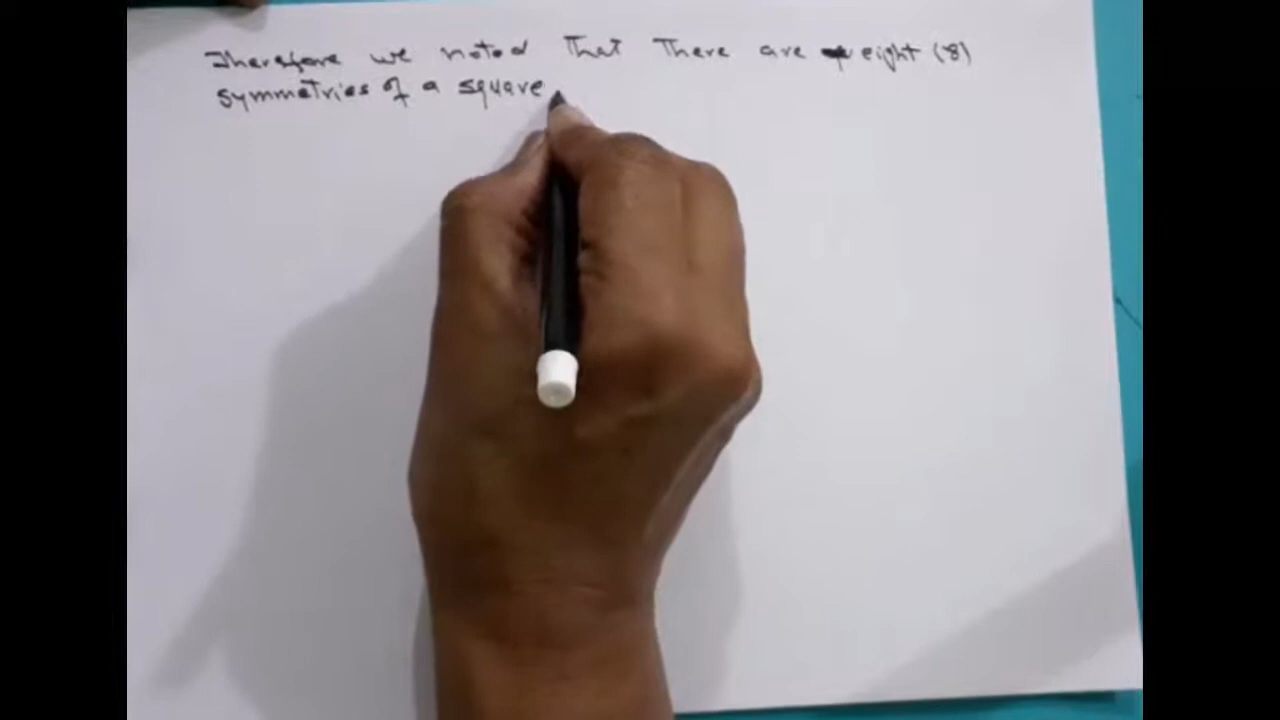 Therefore we noted that there are eight (8)
symmetries of a square